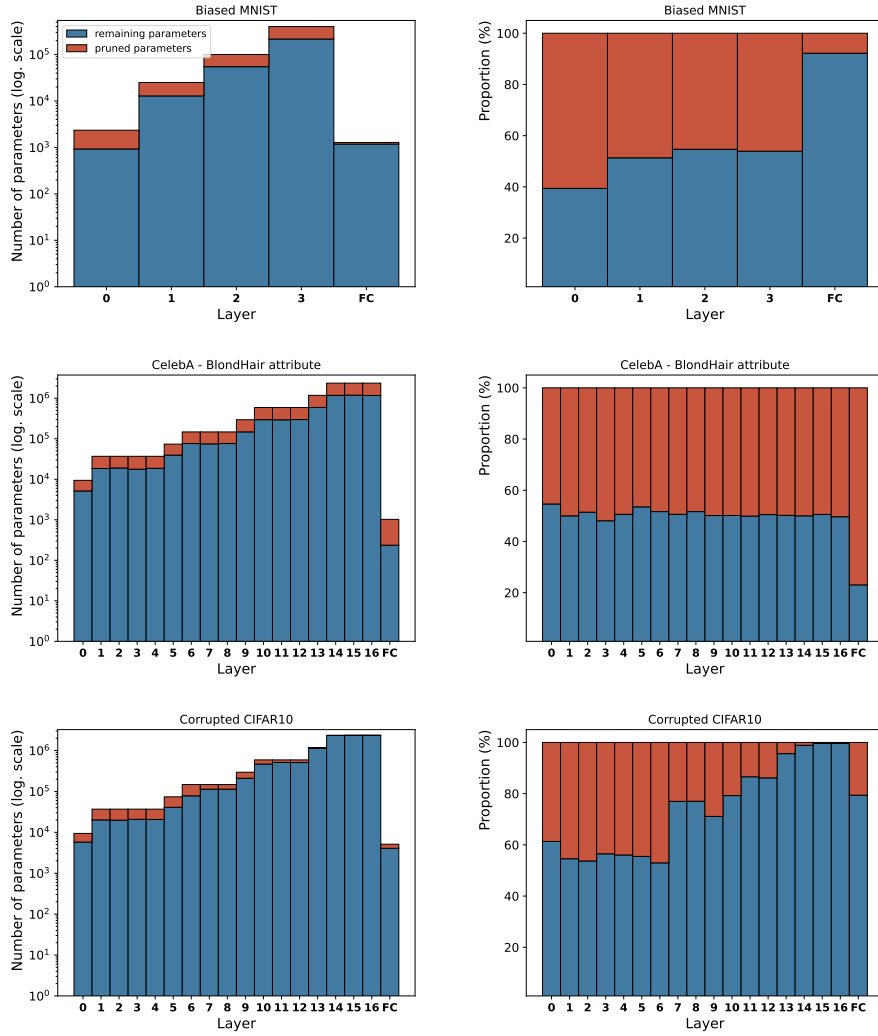 Biased MNIST
Number of parameters (log. scale)
10^5
10^4
10^3
10^2
10^1
10^0
remaining parameters
pruned parameters
0 1 2 3 FC
Layer
Biased MNIST
Proportion (%)
100
80
60
40
20
0 1 2 3 FC
Layer
CelebA - BlondHair attribute
Number of parameters (log. scale)
10^6
10^5
10^4
10^3
10^2
10^1
10^0
0 1 2 3 4 5 6 7 8 9 10 11 12 13 14 15 16 FC
Layer
CelebA - BlondHair attribute
Proportion (%)
100
80
60
40
20
0 1 2 3 4 5 6 7 8 9 10 11 12 13 14 15 16 FC
Layer
Corrupted CIFAR10
Number of parameters (log. scale)
10^6
10^5
10^4
10^3
10^2
10^1
10^0
0 1 2 3 4 5 6 7 8 9 10 11 12 13 14 15 16 FC
Layer
Corrupted CIFAR10
Proportion (%)
100
80
60
40
20
0 1 2 3 4 5 6 7 8 9 10 11 12 13 14 15 16 FC
Layer